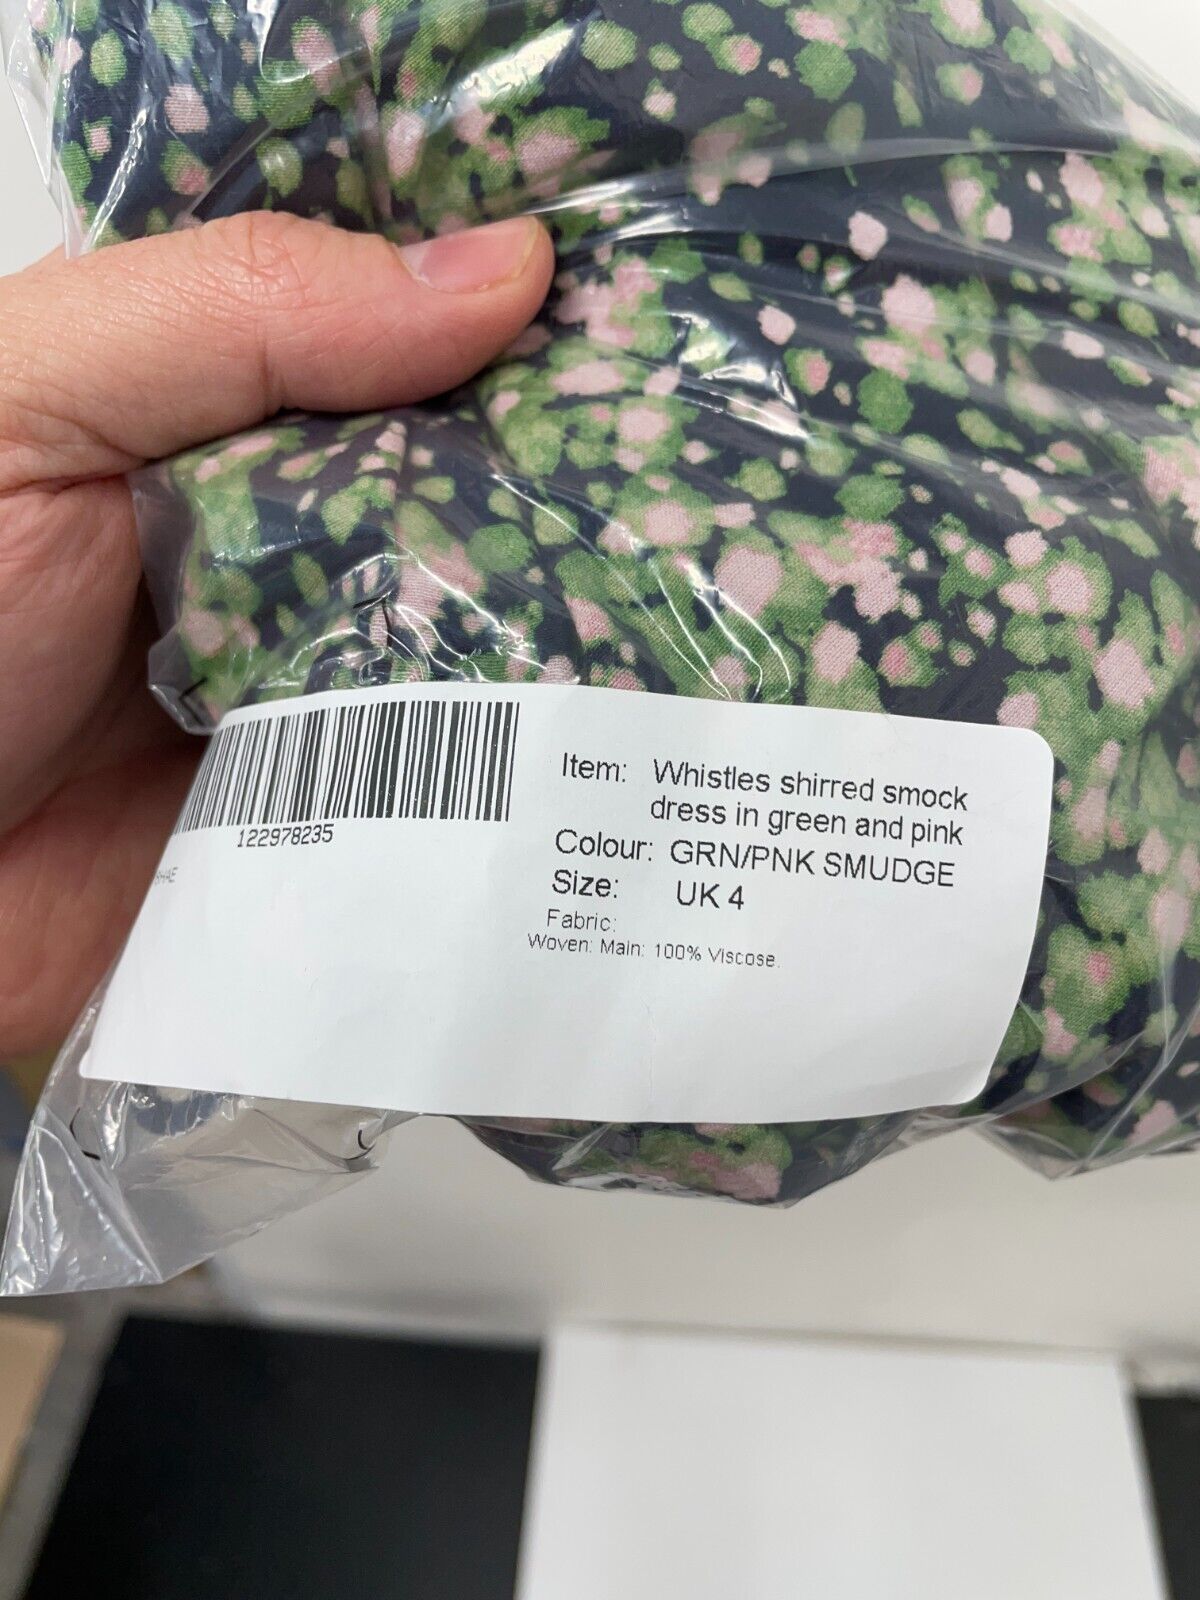 122978235
Item: Whistles shirred smock
dress in green and pink
Colour: GRN/PNK SMUDGE
Size: UK 4
Fabric:
Woven: Main: 100% Viscose.